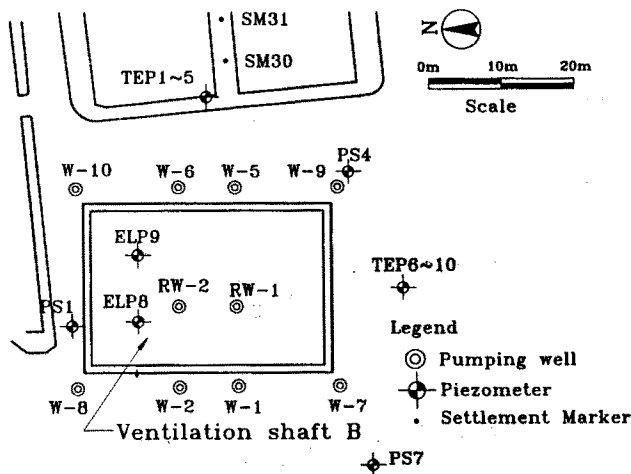 SM31
SM30
TEP1~5
N
0m 10m 20m
Scale
PS4
W-10 W-6 W-5 W-9
ELP9
TEP6~10
RW-2 RW-1
PS1 ELP8
Legend
Pumping well
Piezometer
Settlement Marker
W-8 W-2 W-1 W-7
Ventilation shaft B
PS7